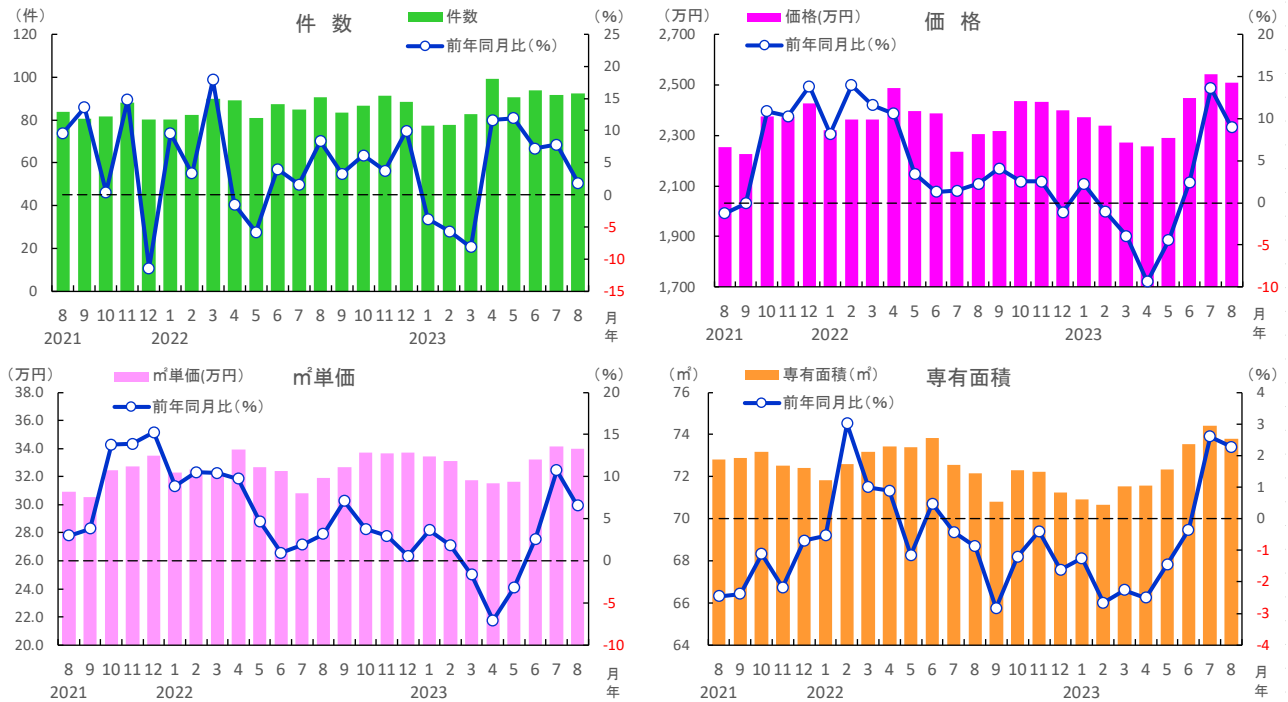 （件）
件 数
件数
前年同月比（%）
（%）
120
100
80
60
40
20
0
25
20
15
10
5
0
-5
-10
-15
8 9 10 11 12 1 2 3 4 5 6 7 8 9 10 11 12 1 2 3 4 5 6 7 8 月
2021 2022 2023 年
（万円）
価格(万円)
価 格
前年同月比（%）
（%）
2,700
2,500
2,300
2,100
1,900
1,700
20
15
10
5
0
-5
-10
8 9 10 11 12 1 2 3 4 5 6 7 8 9 10 11 12 1 2 3 4 5 6 7 8 月
2021 2022 2023 年
（万円）
㎡単価(万円)
㎡単価
前年同月比（%）
（%）
38.0
36.0
34.0
32.0
30.0
28.0
26.0
24.0
22.0
20.0
20
15
10
5
0
-5
-10
8 9 10 11 12 1 2 3 4 5 6 7 8 9 10 11 12 1 2 3 4 5 6 7 8 月
2021 2022 2023 年
（㎡）
専有面積（㎡）
専有面積
前年同月比（%）
（%）
76
74
72
70
68
66
64
4
3
2
1
0
-1
-2
-3
-4
8 9 10 11 12 1 2 3 4 5 6 7 8 9 10 11 12 1 2 3 4 5 6 7 8 月
2021 2022 2023 年